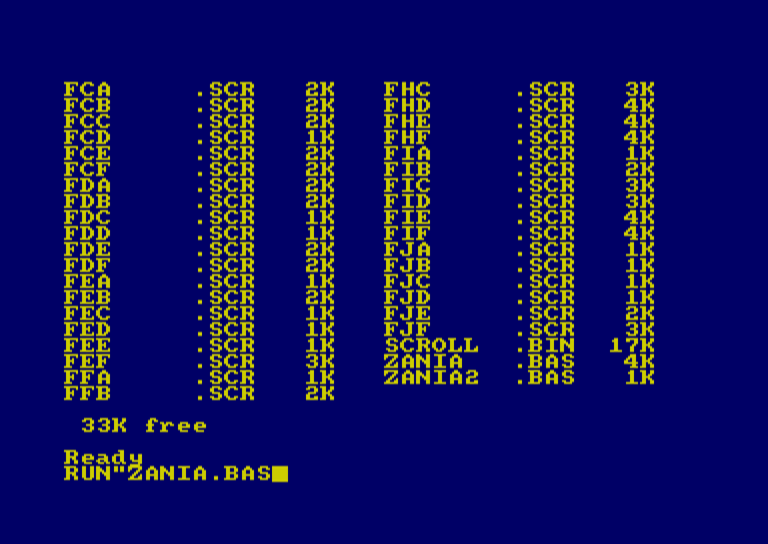 FCA .SCR 2K FHC .SCR 3K
FCB .SCR 2K FHD .SCR 4K
FCC .SCR 2K FHE .SCR 4K
FCD .SCR 1K FHF .SCR 4K
FCE .SCR 2K FIA .SCR 1K
FCF .SCR 2K FIB .SCR 2K
FDA .SCR 2K FIC .SCR 3K
FDB .SCR 2K FID .SCR 3K
FDC .SCR 1K FIE .SCR 4K
FDD .SCR 1K FIF .SCR 4K
FDE .SCR 2K FJA .SCR 1K
FDF .SCR 2K FJB .SCR 1K
FEA .SCR 1K FJC .SCR 1K
FEB .SCR 2K FJD .SCR 1K
FEC .SCR 1K FJE .SCR 2K
FED .SCR 1K FJF .SCR 3K
FEE .SCR 1K SCROLL .BIN 17K
FEF .SCR 3K ZANIA .BAS 4K
FFA .SCR 1K ZANIA2 .BAS 1K
FFB .SCR 2K
33K free
Ready
RUN"ZANIA.BAS